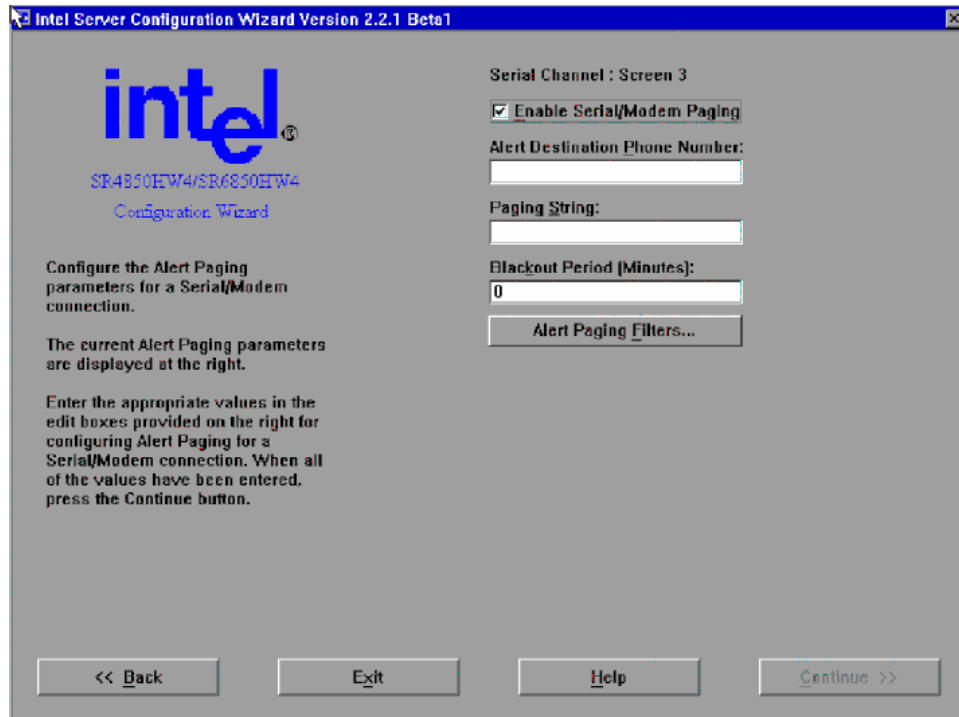 Intel Server Configuration Wizard Version 2.2.1 Beta1
intel®
SR4850HW4/SR6850HW4
Configuration Wizard
Configure the Alert Paging
parameters for a Serial/Modem
connection.
The current Alert Paging parameters
are displayed at the right.
Enter the appropriate values in the
edit boxes provided on the right for
configuring Alert Paging for a
Serial/Modem connection. When all
of the values have been entered,
press the Continue button.
Serial Channel : Screen 3
Enable Serial/Modem Paging
Alert Destination Phone Number:
Paging String:
Blackout Period (Minutes):
0
Alert Paging Filters...
<< Back
Exit
Help
Continue >>